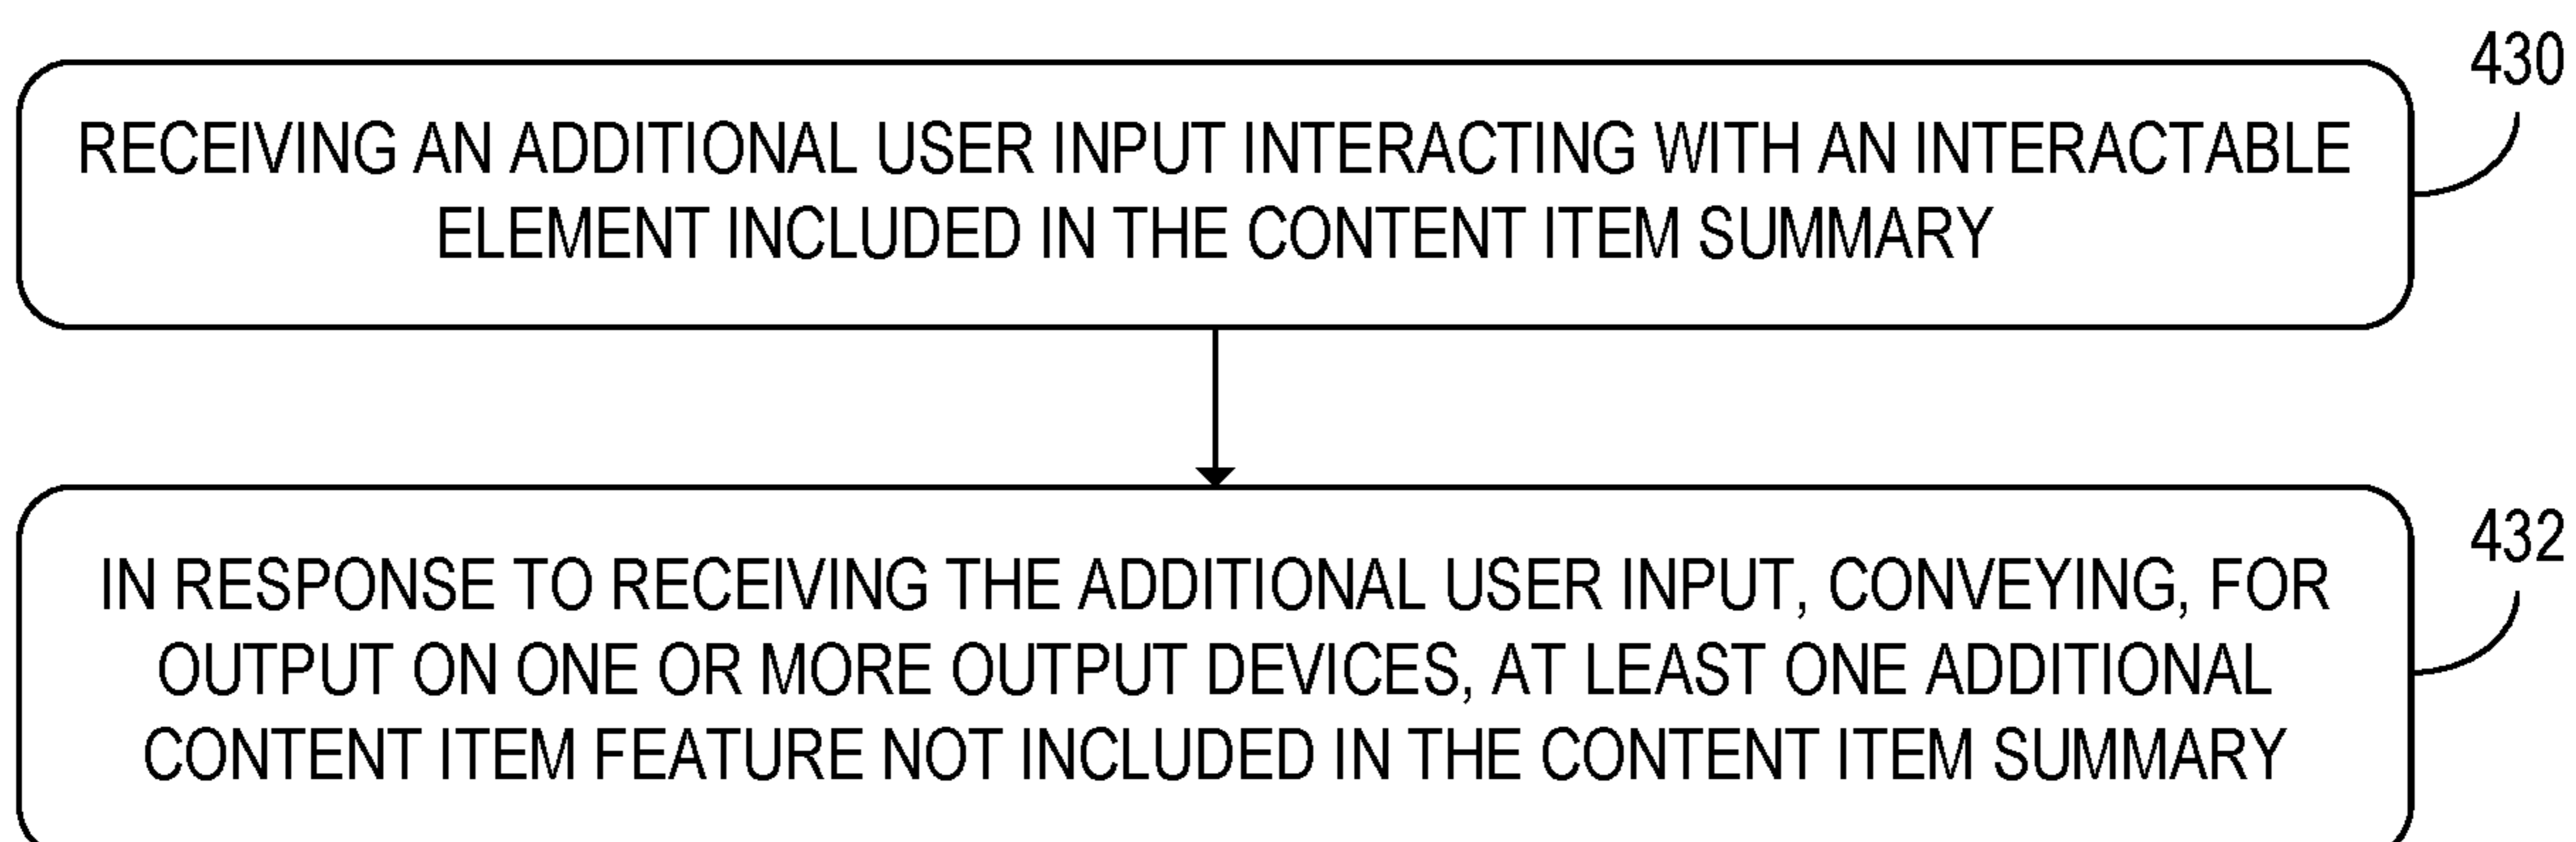 430
RECEIVING AN ADDITIONAL USER INPUT INTERACTING WITH AN INTERACTABLE
ELEMENT INCLUDED IN THE CONTENT ITEM SUMMARY
432
IN RESPONSE TO RECEIVING THE ADDITIONAL USER INPUT, CONVEYING, FOR
OUTPUT ON ONE OR MORE OUTPUT DEVICES, AT LEAST ONE ADDITIONAL
CONTENT ITEM FEATURE NOT INCLUDED IN THE CONTENT ITEM SUMMARY